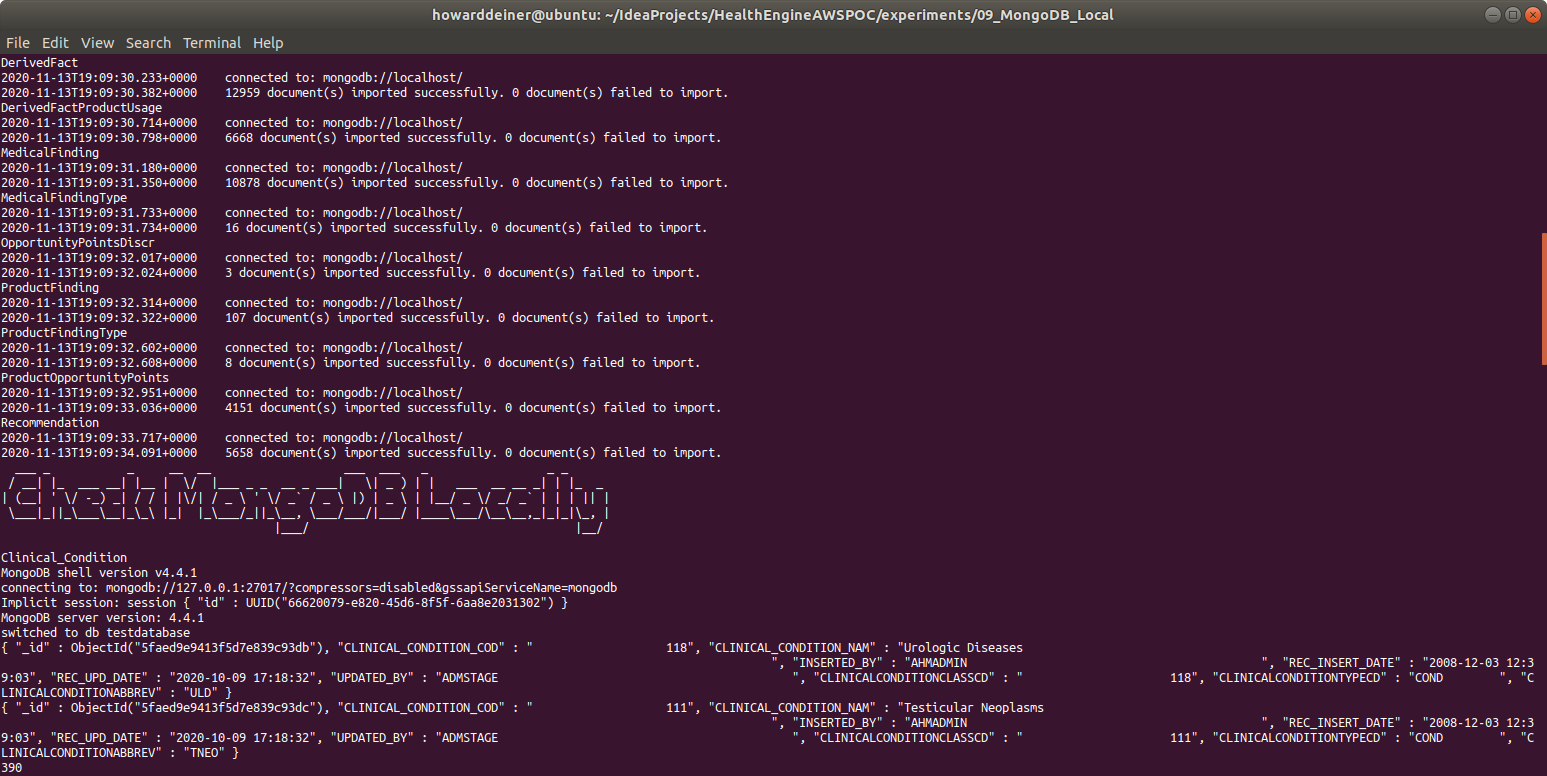 howarddeiner@ubuntu: ~/IdeaProjects/HealthEngineAWSPOC/experiments/09_MongoDB_Local
File Edit View Search Terminal Help
DerivedFact
2020-11-13T19:09:30.233+0000    connected to: mongodb://localhost/
2020-11-13T19:09:30.382+0000    12959 document(s) imported successfully. 0 document(s) failed to import.
DerivedFactProductUsage
2020-11-13T19:09:30.714+0000    connected to: mongodb://localhost/
2020-11-13T19:09:30.798+0000    6668 document(s) imported successfully. 0 document(s) failed to import.
MedicalFinding
2020-11-13T19:09:31.180+0000    connected to: mongodb://localhost/
2020-11-13T19:09:31.350+0000    10878 document(s) imported successfully. 0 document(s) failed to import.
MedicalFindingType
2020-11-13T19:09:31.733+0000    connected to: mongodb://localhost/
2020-11-13T19:09:31.734+0000    16 document(s) imported successfully. 0 document(s) failed to import.
OpportunityPointsDiscr
2020-11-13T19:09:32.017+0000    connected to: mongodb://localhost/
2020-11-13T19:09:32.024+0000    3 document(s) imported successfully. 0 document(s) failed to import.
ProductFinding
2020-11-13T19:09:32.314+0000    connected to: mongodb://localhost/
2020-11-13T19:09:32.322+0000    107 document(s) imported successfully. 0 document(s) failed to import.
ProductFindingType
2020-11-13T19:09:32.602+0000    connected to: mongodb://localhost/
2020-11-13T19:09:32.608+0000    8 document(s) imported successfully. 0 document(s) failed to import.
ProductOpportunityPoints
2020-11-13T19:09:32.951+0000    connected to: mongodb://localhost/
2020-11-13T19:09:33.036+0000    4151 document(s) imported successfully. 0 document(s) failed to import.
Recommendation
2020-11-13T19:09:33.717+0000    connected to: mongodb://localhost/
2020-11-13T19:09:34.091+0000    5658 document(s) imported successfully. 0 document(s) failed to import.
Check MongoDB Locally
Clinical_Condition
MongoDB shell version v4.4.1
connecting to: mongodb://127.0.0.1:27017/?compressors=disabled&gssapiServiceName=mongodb
Implicit session: session { "id" : UUID("66620079-e820-45d6-8f5f-6aa8e2031302") }
MongoDB server version: 4.4.1
switched to db testdatabase
{ "_id" : ObjectId("5faed9e9413f5d7e839c93db"), "CLINICAL_CONDITION_COD" : "                   118", "CLINICAL_CONDITION_NAM" : "Urologic Diseases
", "INSERTED_BY" : "AHMADMIN                                          ", "REC_INSERT_DATE" : "2008-12-03 12:3
9:03", "REC_UPD_DATE" : "2020-10-09 17:18:32", "UPDATED_BY" : "ADMSTAGE                                          ", "CLINICALCONDITIONCLASSCD" : "                     118", "CLINICALCONDITIONTYPECD" : "COND        ", "C
LINICALCONDITIONABBREV" : "ULD" }
{ "_id" : ObjectId("5faed9e9413f5d7e839c93dc"), "CLINICAL_CONDITION_COD" : "                   111", "CLINICAL_CONDITION_NAM" : "Testicular Neoplasms
", "INSERTED_BY" : "AHMADMIN                                          ", "REC_INSERT_DATE" : "2008-12-03 12:3
9:03", "REC_UPD_DATE" : "2020-10-09 17:18:32", "UPDATED_BY" : "ADMSTAGE                                          ", "CLINICALCONDITIONCLASSCD" : "                     111", "CLINICALCONDITIONTYPECD" : "COND        ", "C
LINICALCONDITIONABBREV" : "TNEO" }
390